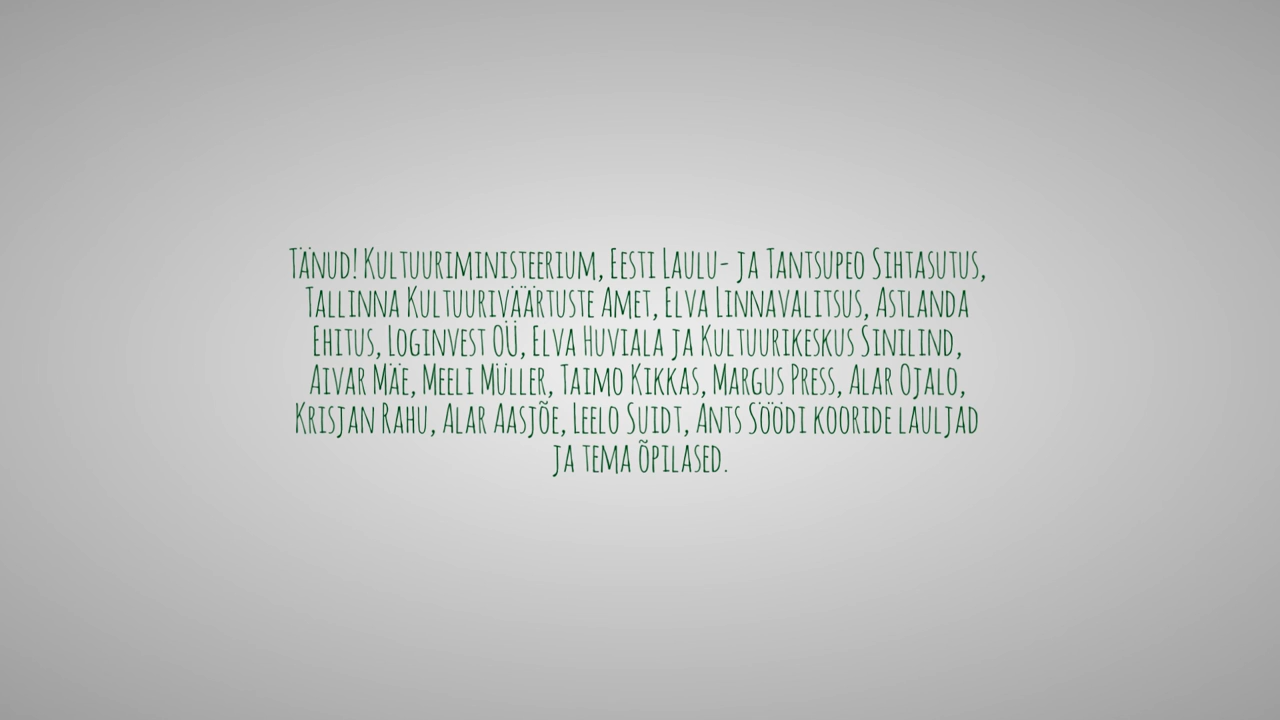 Tänud! Kultuuriministeerium, Eesti Laulu- ja Tantsupeo Sihtasutus,
Tallinna Kultuuriväärtuste Amet, Elva Linnavalitsus, Astlanda
Ehitus, Loginvest OÜ, Elva Huviala ja Kultuurikeskus Sinilind,
Aivar Mäe, Meeli Müller, Taimo Kikkas, Margus Press, Alar Ojalo,
Krisjan Rahu, Alar Aasjõe, Leelo Suidt, Ants Söödi kooride lauljad
ja tema õpilased.